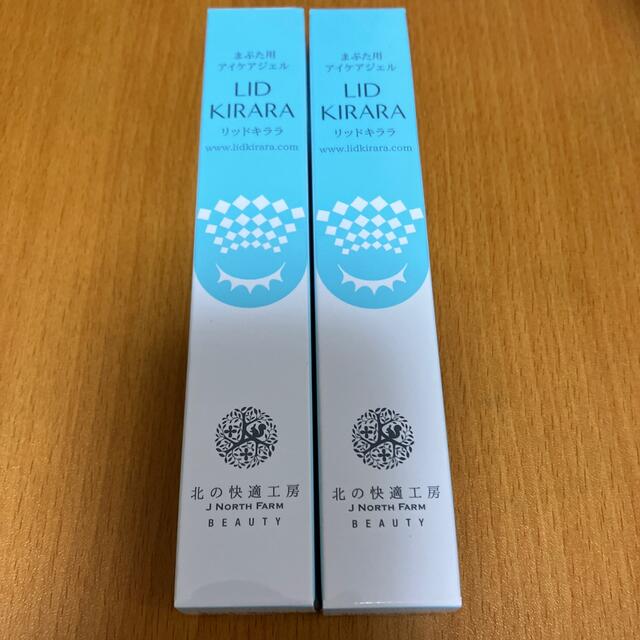 まぶた用
アイケアジェル
LID
KIRARA
リッドキララ
www.lidkirara.com
北の快適工房
J NORTH FARM
BEAUTY
まぶた用
アイケアジェル
LID
KIRARA
リッドキララ
www.lidkirara.com
北の快適工房
J NORTH FARM
BEAUTY